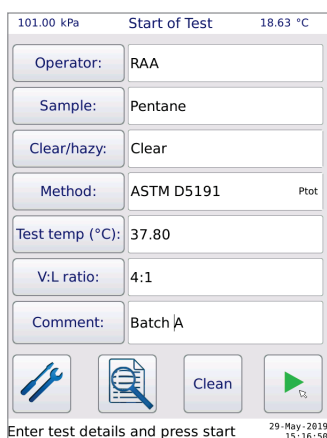 101.00 kPa Start of Test 18.63 °C
Operator: RAA
Sample: Pentane
Clear/hazy: Clear
Method: ASTM D5191 Ptot
Test temp (°C): 37.80
V:L ratio: 4:1
Comment: Batch A
Clean
Enter test details and press start 29-May-2019
15:16:50